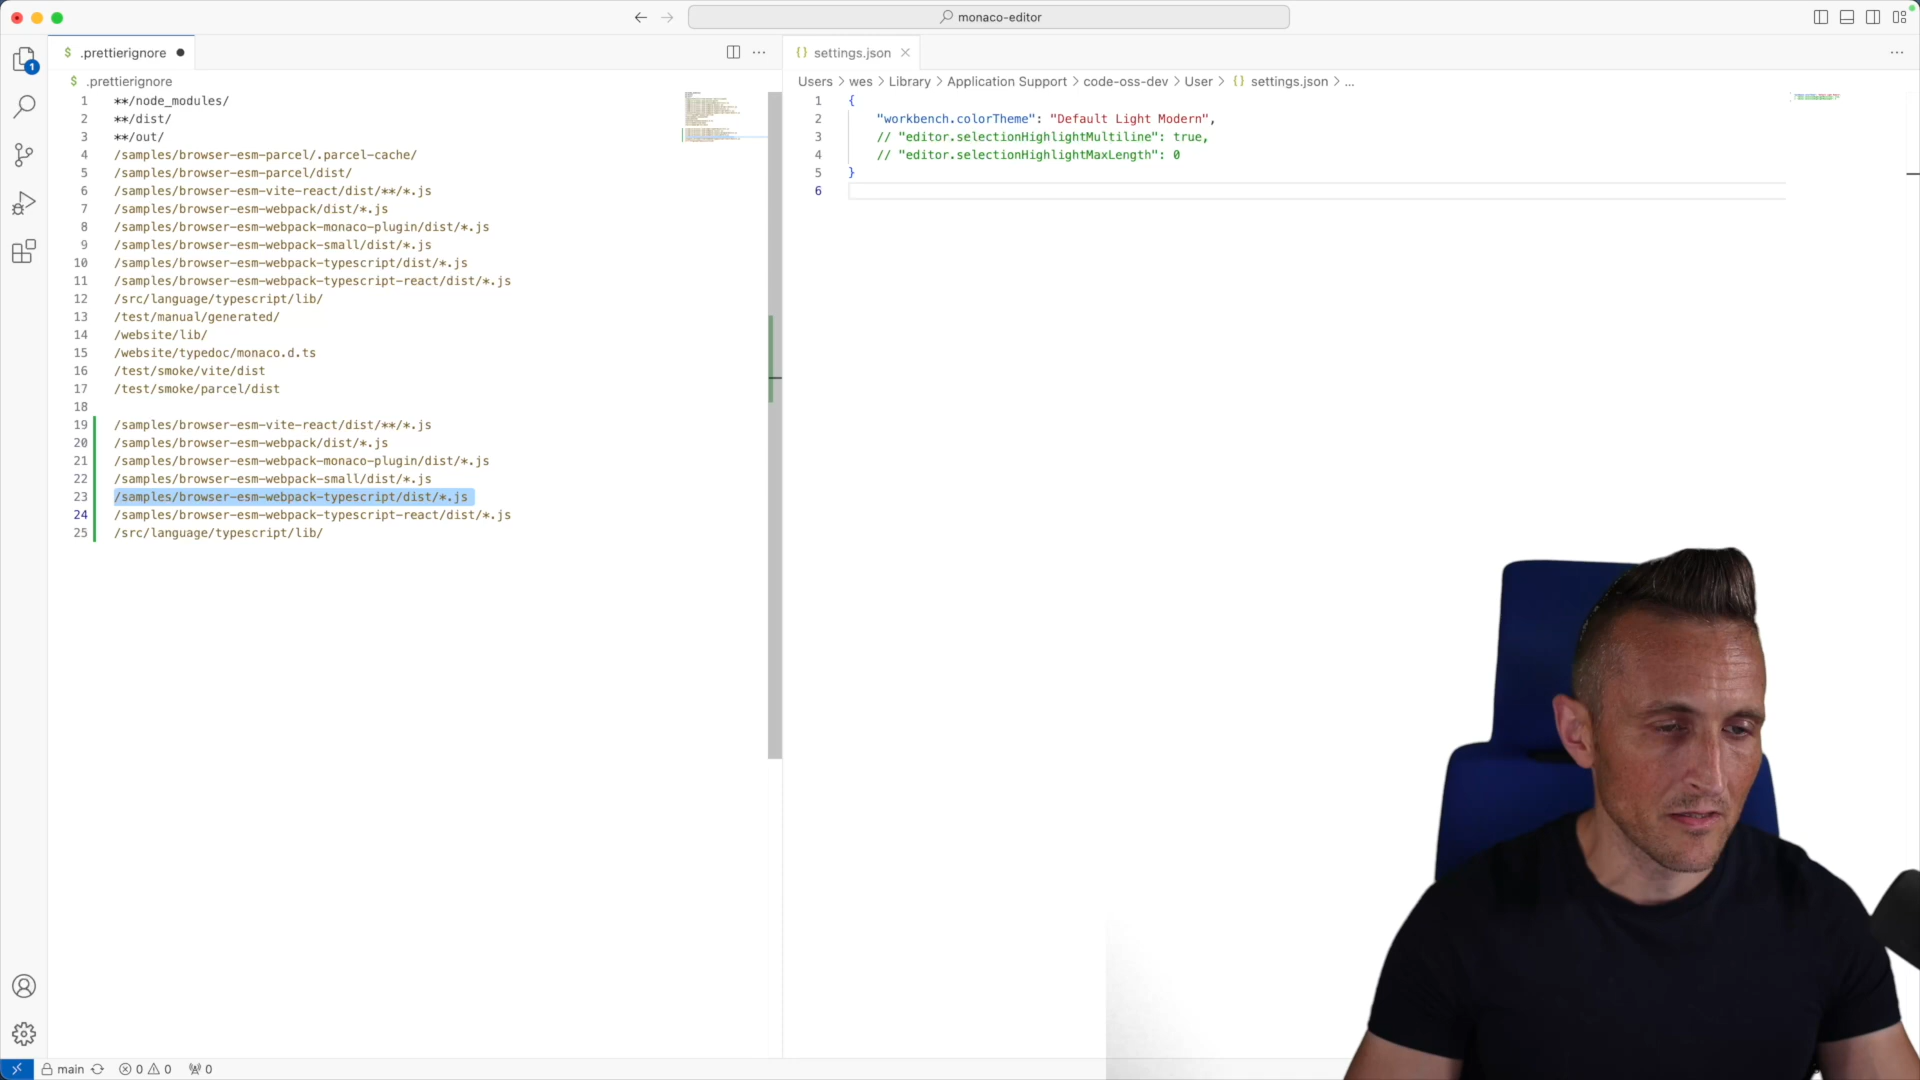 monaco-editor
$ .prettierignore
{} settings.json
$ .prettierignore
Users > wes > Library > Application Support > code-oss-dev > User > {} settings.json > ...
1 **/node_modules/
2 **/dist/
3 **/out/
4 /samples/browser-esm-parcel/.parcel-cache/
5 /samples/browser-esm-parcel/dist/
6 /samples/browser-esm-vite-react/dist/**/*.js
7 /samples/browser-esm-webpack/dist/*.js
8 /samples/browser-esm-webpack-monaco-plugin/dist/*.js
9 /samples/browser-esm-webpack-small/dist/*.js
10 /samples/browser-esm-webpack-typescript/dist/*.js
11 /samples/browser-esm-webpack-typescript-react/dist/*.js
12 /src/language/typescript/lib/
13 /test/manual/generated/
14 /website/lib/
15 /website/typedoc/monaco.d.ts
16 /test/smoke/vite/dist
17 /test/smoke/parcel/dist
18
19 /samples/browser-esm-vite-react/dist/**/*.js
20 /samples/browser-esm-webpack/dist/*.js
21 /samples/browser-esm-webpack-monaco-plugin/dist/*.js
22 /samples/browser-esm-webpack-small/dist/*.js
23 /samples/browser-esm-webpack-typescript/dist/*.js
24 /samples/browser-esm-webpack-typescript-react/dist/*.js
25 /src/language/typescript/lib/
1 {
2 "workbench.colorTheme": "Default Light Modern",
3 // "editor.selectionHighlightMultiline": true,
4 // "editor.selectionHighlightMaxLength": 0
5 }
6
1
main 0 0 0